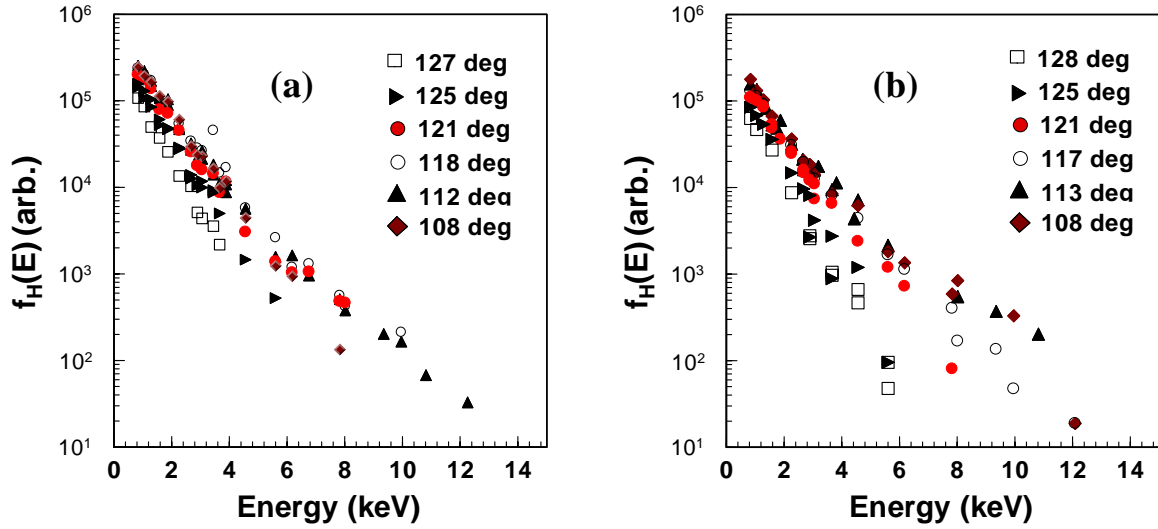 10⁶
10⁵
10⁴
10³
10²
10¹
f_H(E) (arb.)
(a)
127 deg
125 deg
121 deg
118 deg
112 deg
108 deg
0 2 4 6 8 10 12 14
Energy (keV)
10⁶
10⁵
10⁴
10³
10²
10¹
f_H(E) (arb.)
(b)
128 deg
125 deg
121 deg
117 deg
113 deg
108 deg
0 2 4 6 8 10 12 14
Energy (keV)